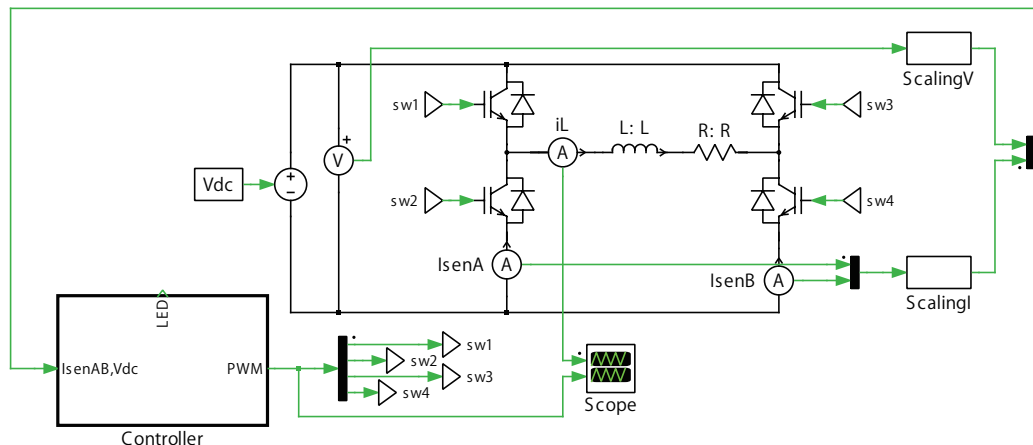 ScalingV
sw1
sw3
iL
L: L
R: R
+
V
A
Vdc
+
−
sw2
sw4
IsenA
A
IsenB
A
ScalingI
LED
IsenAB,Vdc
PWM
sw1
sw2
sw3
sw4
Scope
Controller